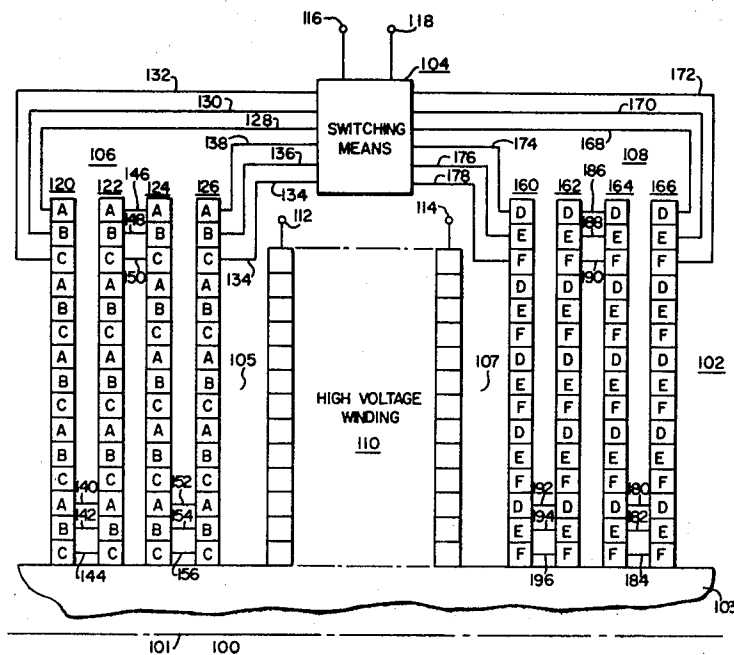 116 118
132 104 172
130 170
128 SWITCHING MEANS 168
138 174
106 136 176 108
146 134 178 186
120 122 124 126 160 162 164 166
112 114
A A A A D D D D
148 188
B B B B E E E E
C C C C F F F F
150 134 190
A A A A D D D D
B B B B E E E E
C C C C F F F F
105 107 102
A A A A D D D D
B B B B E E E E
HIGH VOLTAGE WINDING
C C C C F F F F
110
A A A A D D D D
B B B B E E E E
C C C C F F F F
140 152 192 180
A A A A D D D D
142 154 194 182
B B B B E E E E
C C C C F F F F
144 156 196 184
103
101 100